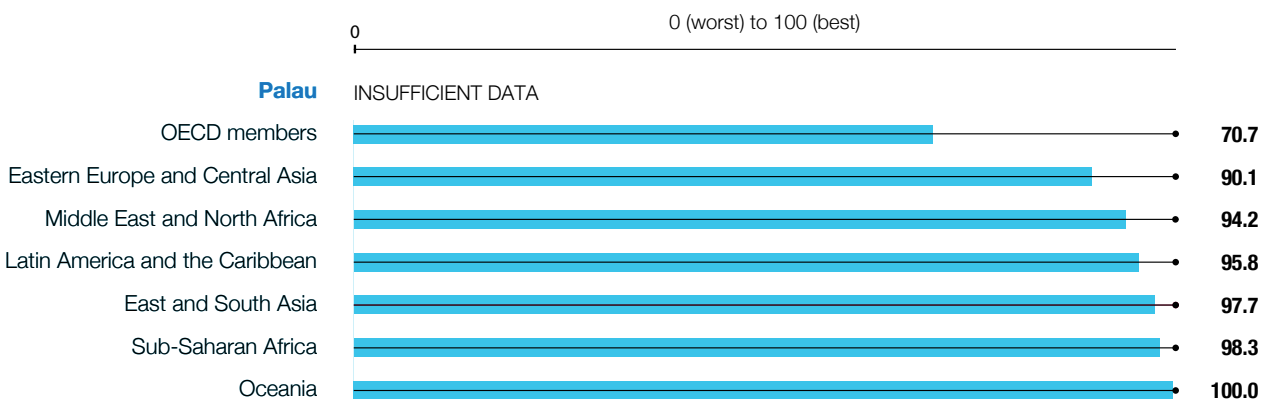 0 (worst) to 100 (best)
0
Palau INSUFFICIENT DATA
OECD members 70.7
Eastern Europe and Central Asia 90.1
Middle East and North Africa 94.2
Latin America and the Caribbean 95.8
East and South Asia 97.7
Sub-Saharan Africa 98.3
Oceania 100.0